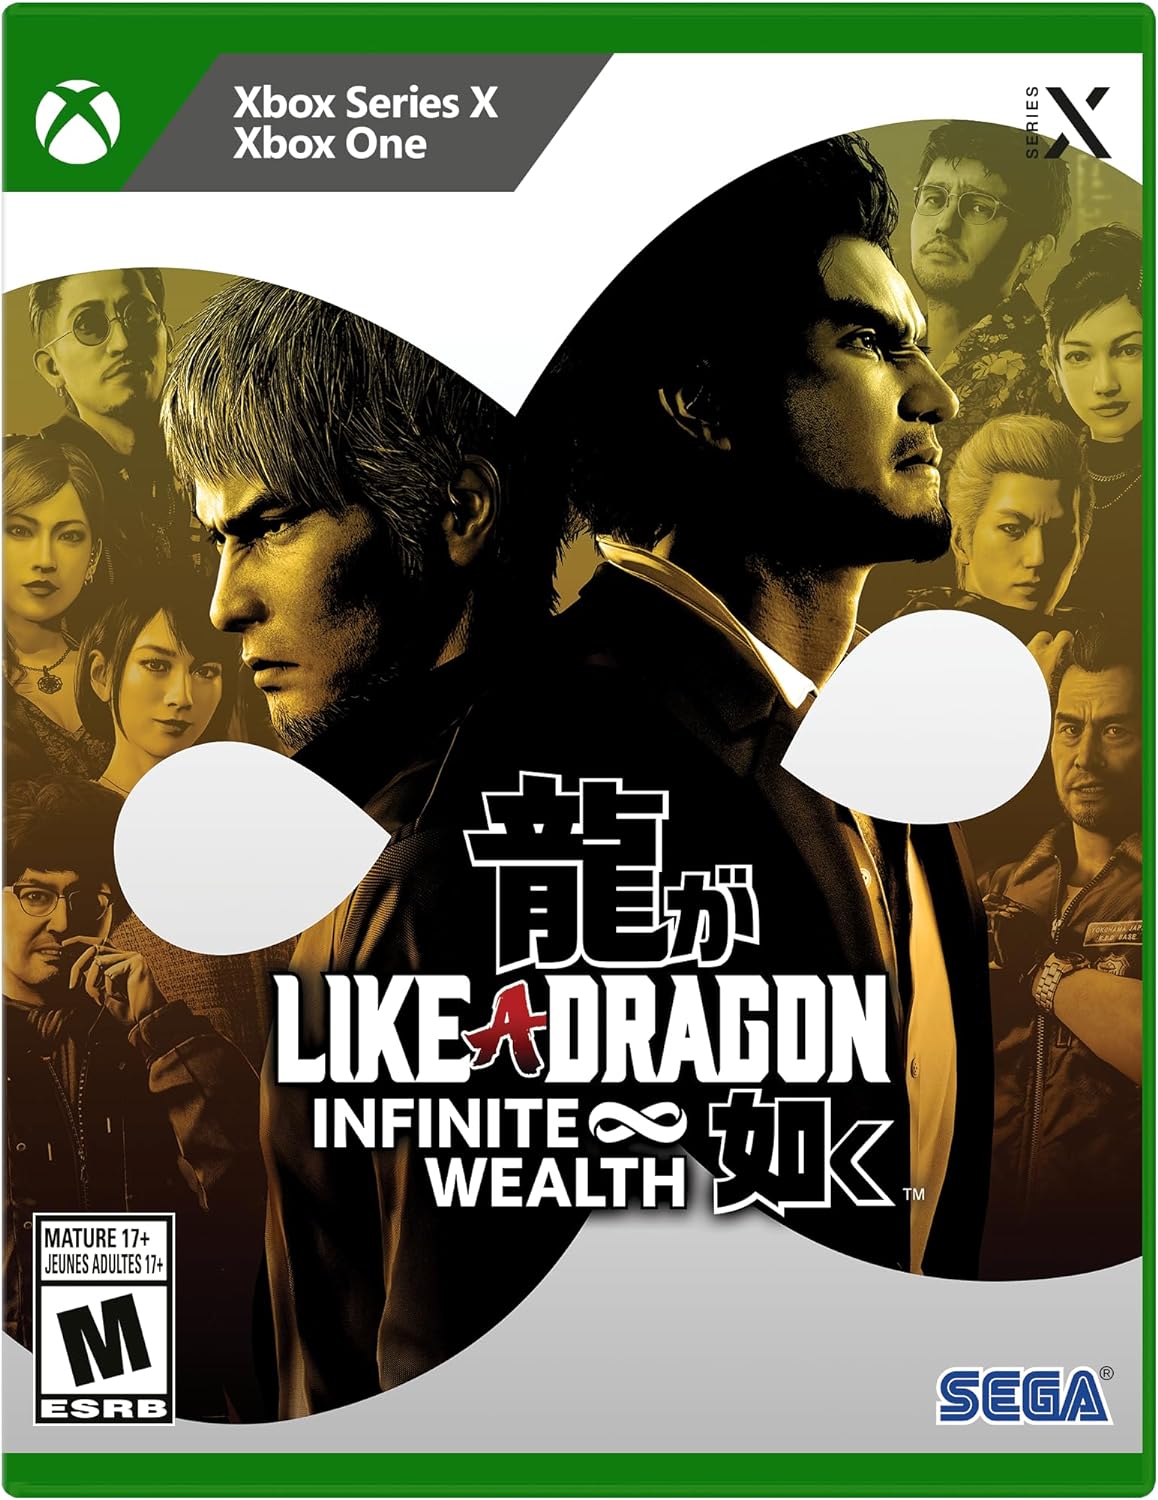 Xbox Series X
Xbox One
SERIES X
龍が
LIKE A DRAGON
INFINITE
WEALTH
如く
TM
MATURE 17+
JEUNES ADULTES 17+
M
ESRB
SEGA®